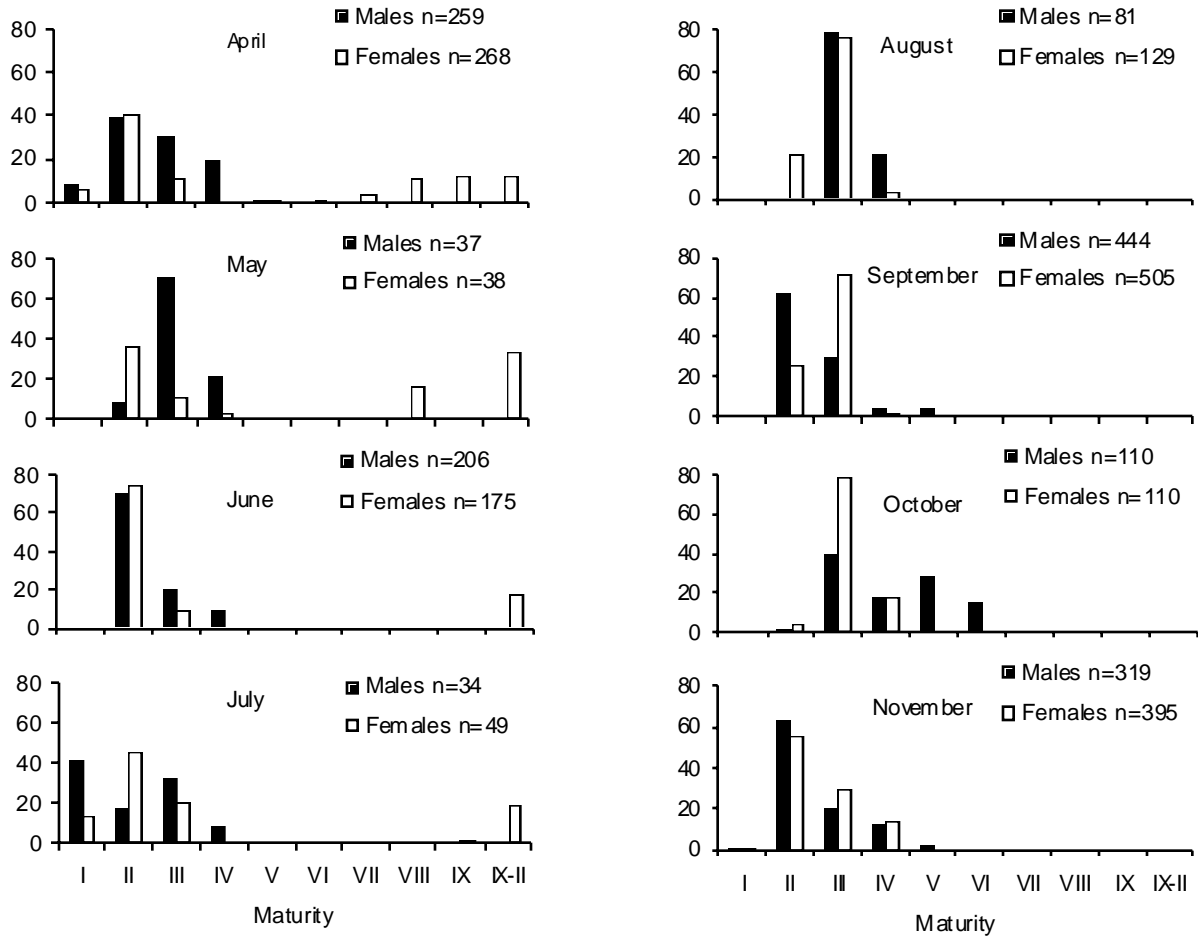 80
60
40
20
0
April
Males n=259
Females n=268
80
60
40
20
0
May
Males n=37
Females n=38
80
60
40
20
0
June
Males n=206
Females n=175
80
60
40
20
0
July
Males n=34
Females n=49
I II III IV V VI VII VIII IX IX-II
Maturity
80
60
40
20
0
August
Males n=81
Females n=129
80
60
40
20
0
September
Males n=444
Females n=505
80
60
40
20
0
October
Males n=110
Females n=110
80
60
40
20
0
November
Males n=319
Females n=395
I II III IV V VI VII VIII IX IX-II
Maturity